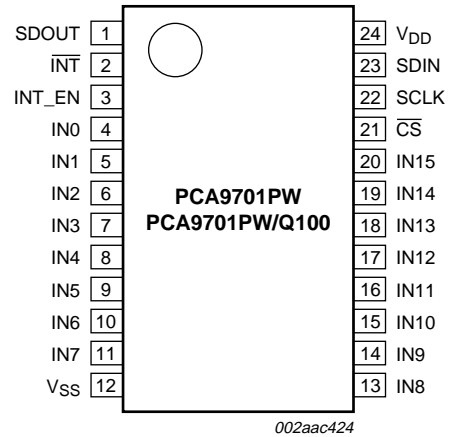 SDOUT 1
INT 2
INT_EN 3
IN0 4
IN1 5
IN2 6
IN3 7
IN4 8
IN5 9
IN6 10
IN7 11
VSS 12
PCA9701PW
PCA9701PW/Q100
24 VDD
23 SDIN
22 SCLK
21 CS
20 IN15
19 IN14
18 IN13
17 IN12
16 IN11
15 IN10
14 IN9
13 IN8
002aac424